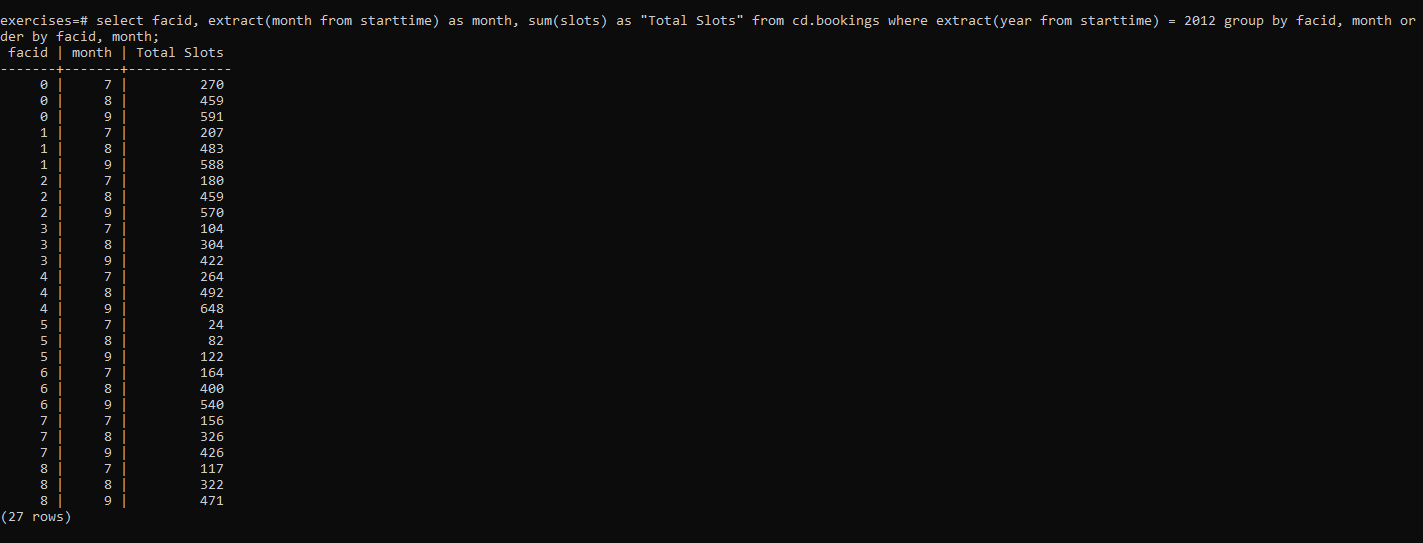 exercises=# select facid, extract(month from starttime) as month, sum(slots) as "Total Slots" from cd.bookings where extract(year from starttime) = 2012 group by facid, month or
der by facid, month;
 facid | month | Total Slots
-------+-------+-------------
     0 |     7 |         270
     0 |     8 |         459
     0 |     9 |         591
     1 |     7 |         207
     1 |     8 |         483
     1 |     9 |         588
     2 |     7 |         180
     2 |     8 |         459
     2 |     9 |         570
     3 |     7 |         104
     3 |     8 |         304
     3 |     9 |         422
     4 |     7 |         264
     4 |     8 |         492
     4 |     9 |         648
     5 |     7 |          24
     5 |     8 |          82
     5 |     9 |         122
     6 |     7 |         164
     6 |     8 |         400
     6 |     9 |         540
     7 |     7 |         156
     7 |     8 |         326
     7 |     9 |         426
     8 |     7 |         117
     8 |     8 |         322
     8 |     9 |         471
(27 rows)